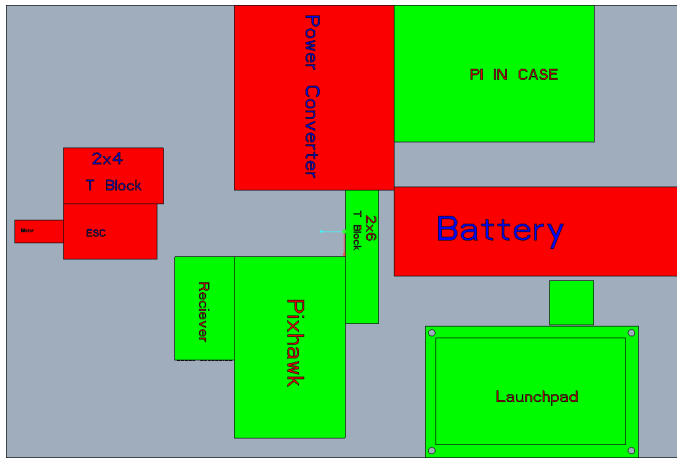 Power Converter
PI IN CASE
2x4
T Block
ESC
2x6
T Block
Battery
Reciever
Pixhawk
Launchpad